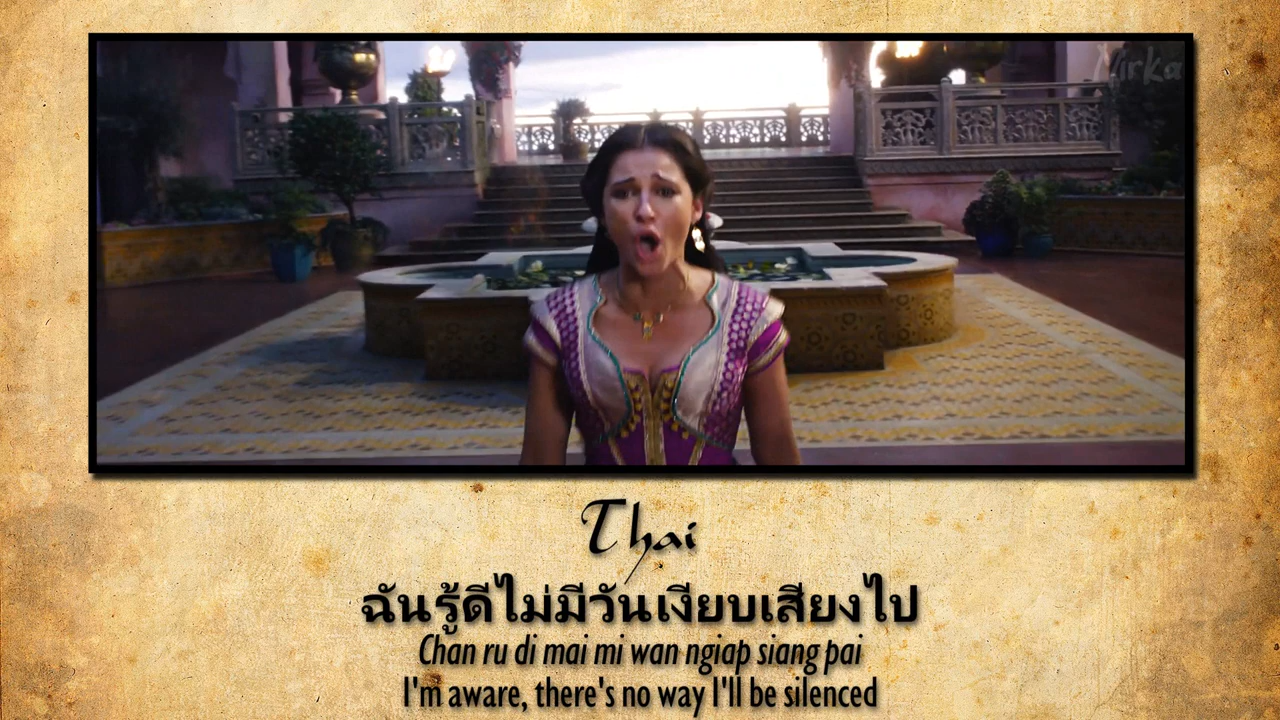 Thai
ฉันรู้ดีไม่มีวันเงียบเสียงไป
Chan ru di mai mi wan ngiap siang pai
I'm aware, there's no way I'll be silenced